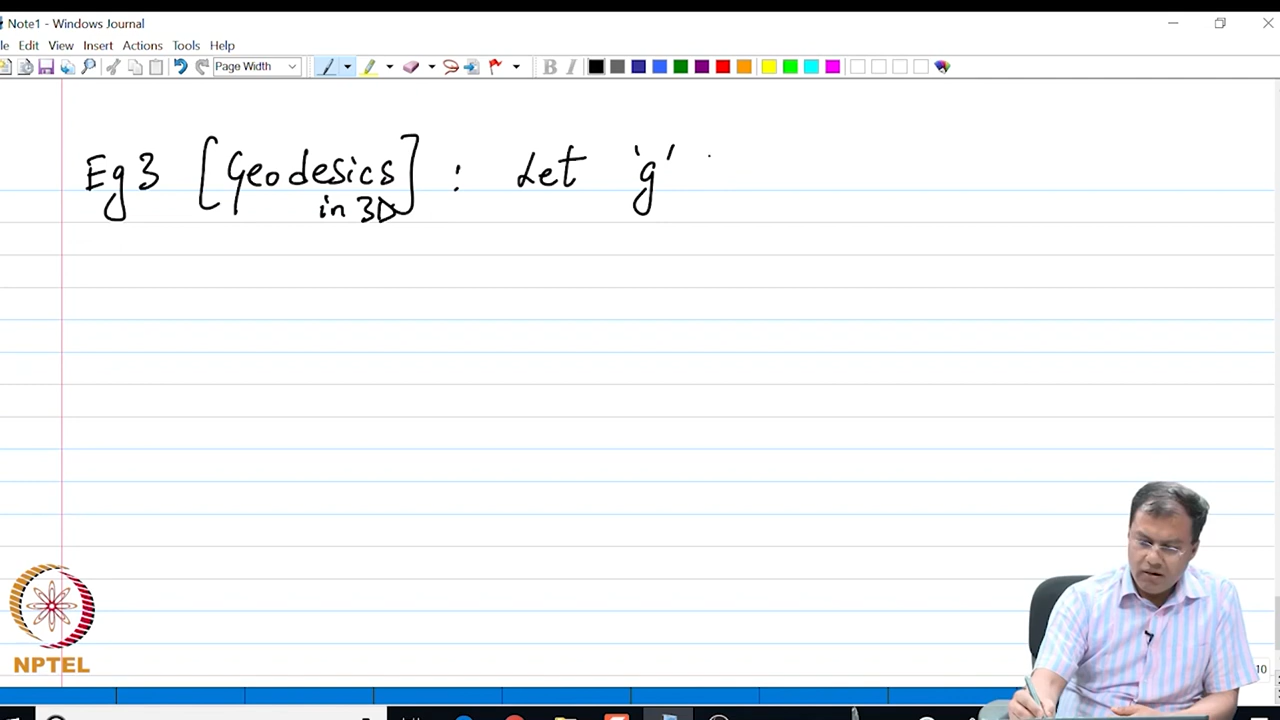 Note1 - Windows Journal
le Edit View Insert Actions Tools Help
Page Width
B I
Eg 3 [Geodesics in 3D] : Let 'g'
NPTEL
10